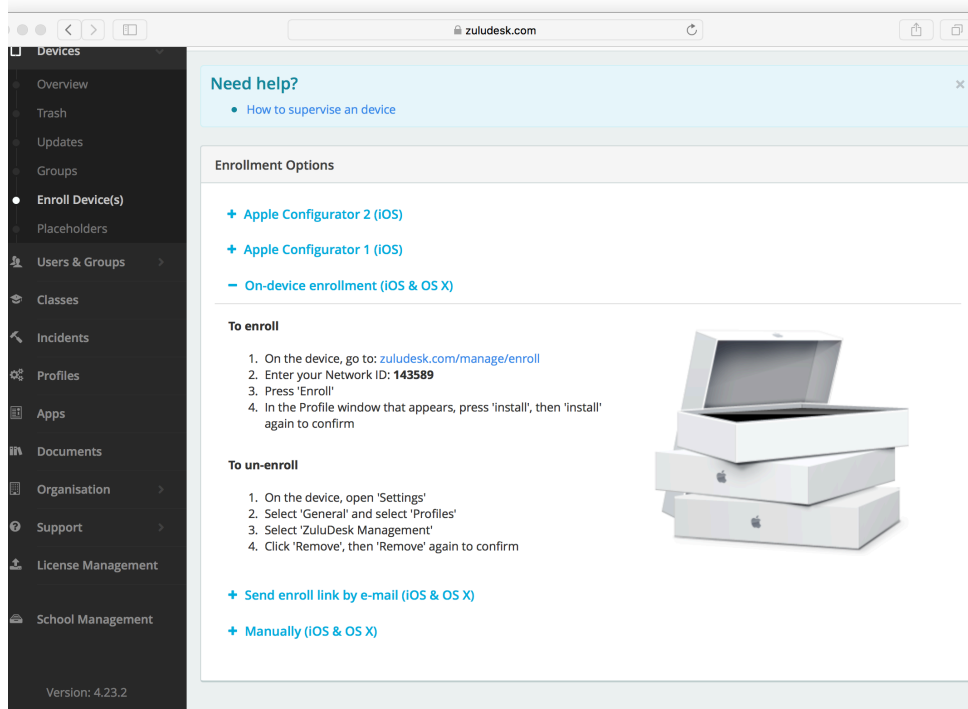 zuludesk.com
Devices
Overview
Trash
Updates
Groups
Enroll Device(s)
Placeholders
Users & Groups
Classes
Incidents
Profiles
Apps
Documents
Organisation
Support
License Management
School Management
Version: 4.23.2
Need help?
How to supervise an device
Enrollment Options
+ Apple Configurator 2 (iOS)
+ Apple Configurator 1 (iOS)
− On-device enrollment (iOS & OS X)
To enroll
1. On the device, go to: zuludesk.com/manage/enroll
2. Enter your Network ID: 143589
3. Press 'Enroll'
4. In the Profile window that appears, press 'install', then 'install'
again to confirm
To un-enroll
1. On the device, open 'Settings'
2. Select 'General' and select 'Profiles'
3. Select 'ZuluDesk Management'
4. Click 'Remove', then 'Remove' again to confirm
+ Send enroll link by e-mail (iOS & OS X)
+ Manually (iOS & OS X)